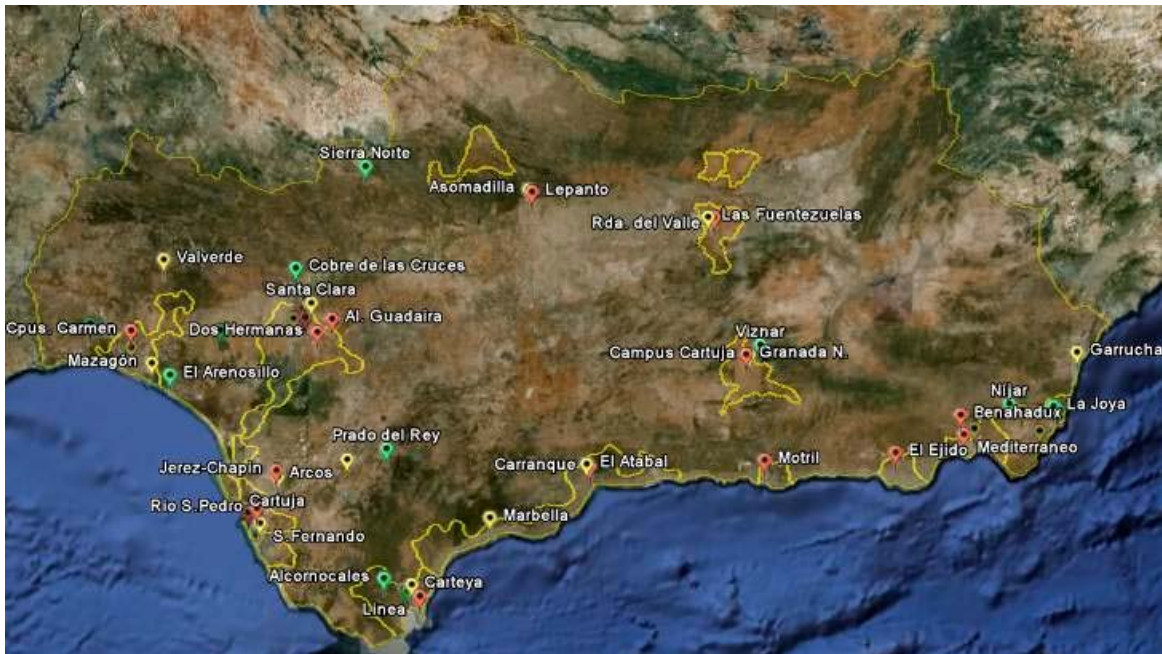 Sierra Norte
Asomadilla
Lepanto
Rda. del Valle
Las Fuentezuelas
Valverde
Cobre de las Cruces
Santa Clara
Cpus. Carmen
Dos Hermanas
Al. Guadaira
Viznar
Campus Cartuja
Granada N.
Garrucha
Mazagón
El Arenosillo
Níjar
La Joya
Benahadux
Prado del Rey
Jerez-Chapin
Arcos
Carranque
El Atabal
Motril
El Ejido
Mediterraneo
Rio S.Pedro
Cartuja
Marbella
S.Fernando
Alcornocales
Carteya
Linea